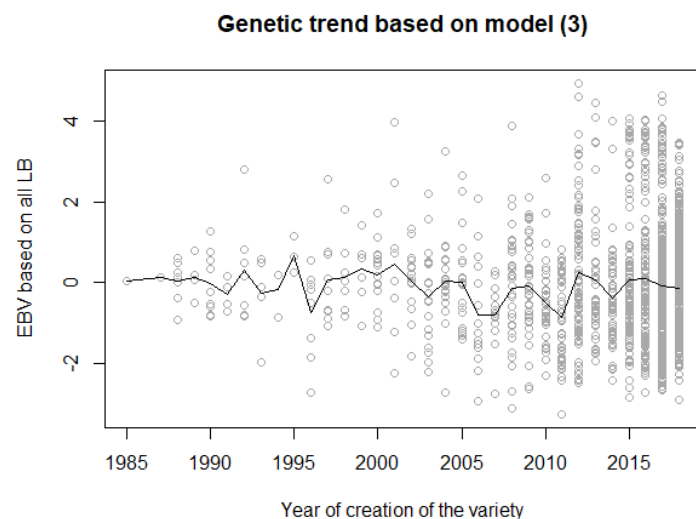 Genetic trend based on model (3)
EBV based on all LB
4
2
0
-2
1985 1990 1995 2000 2005 2010 2015
Year of creation of the variety